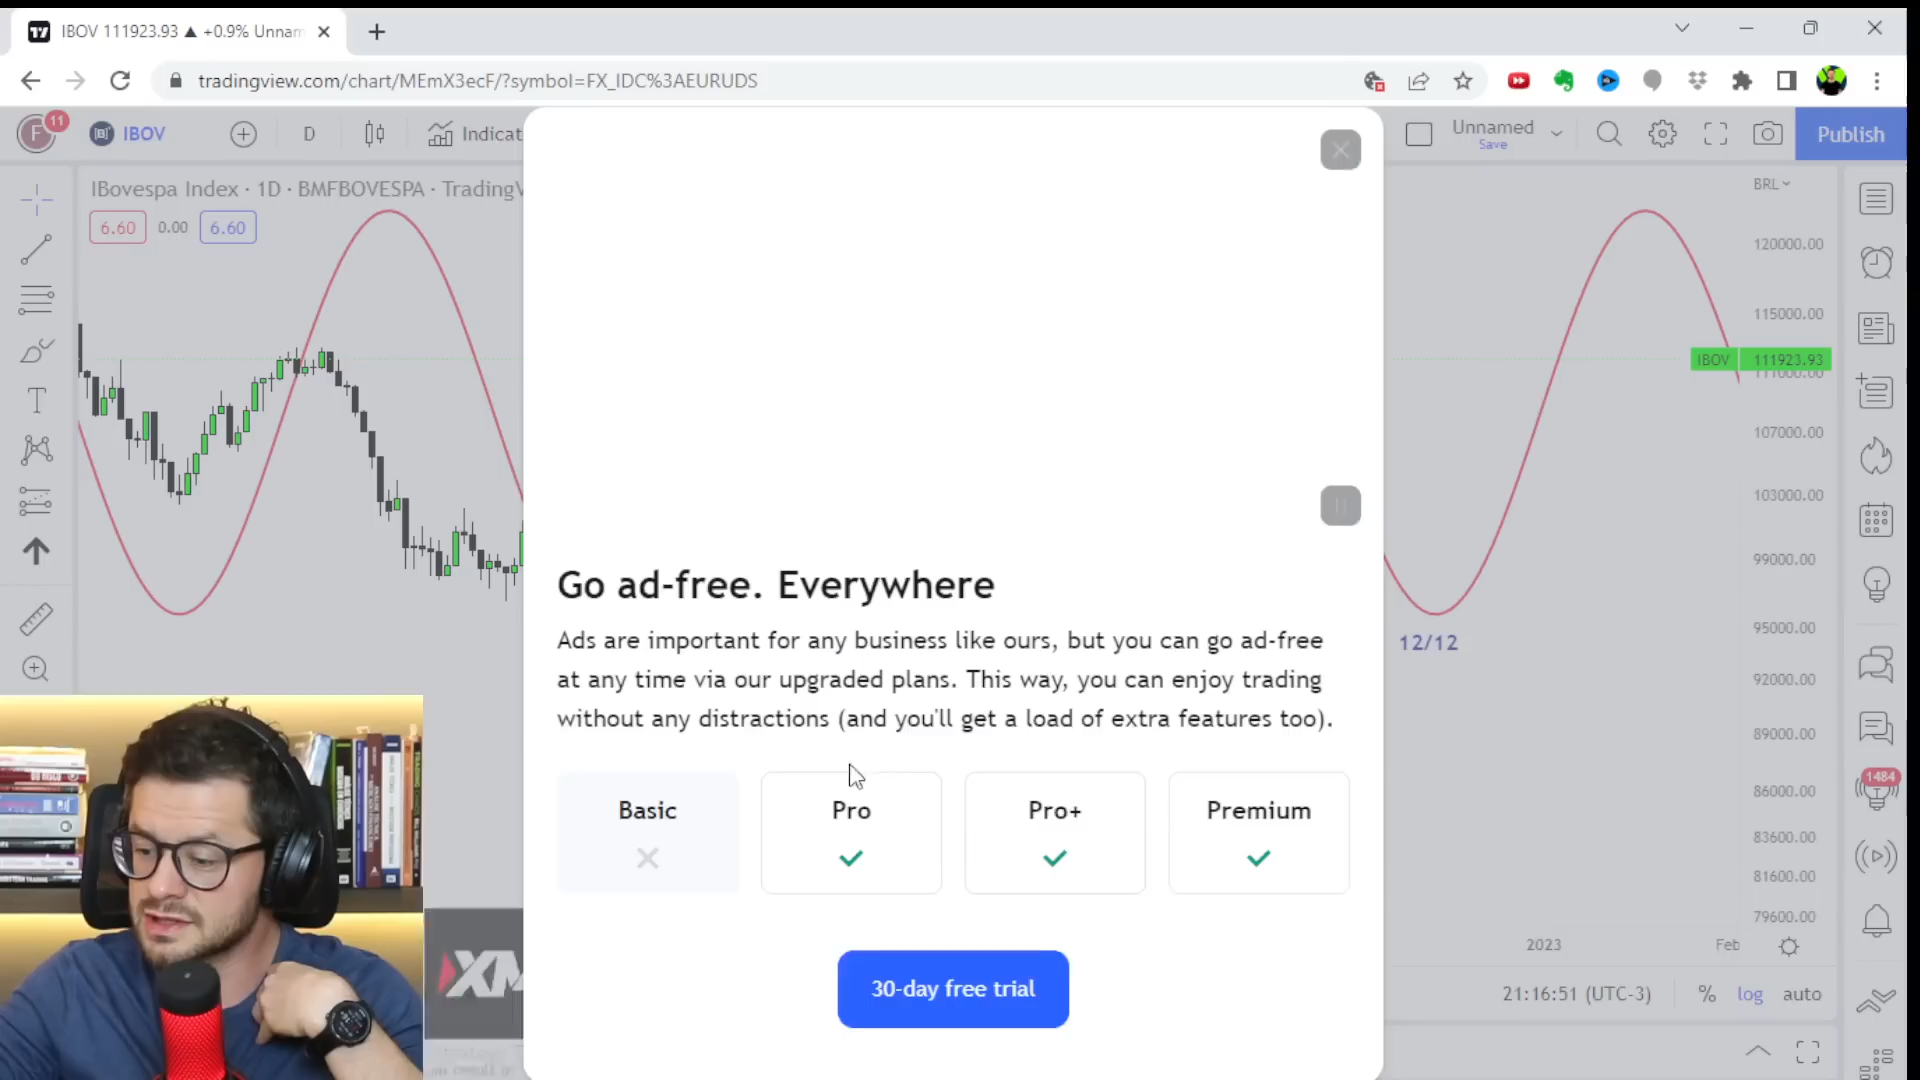 IBOV 111923.93 ▲ +0.9% Unnam
tradingview.com/chart/MEmX3ecF/?symbol=FX_IDC%3AEURUDS
F
11
IBOV
D
Indicat
Unnamed
Save
Publish
IBovespa Index · 1D · BMFBOVESPA · TradingV
BRL
6.60
0.00
6.60
120000.00
115000.00
IBOV
111923.93
111000.00
107000.00
103000.00
99000.00
95000.00
92000.00
89000.00
86000.00
83600.00
81600.00
79600.00
Go ad-free. Everywhere
Ads are important for any business like ours, but you can go ad-free
at any time via our upgraded plans. This way, you can enjoy trading
without any distractions (and you'll get a load of extra features too).
12/12
Basic
Pro
Pro+
Premium
1484
30-day free trial
XM
2023
Feb
21:16:51 (UTC-3)
%
log
auto